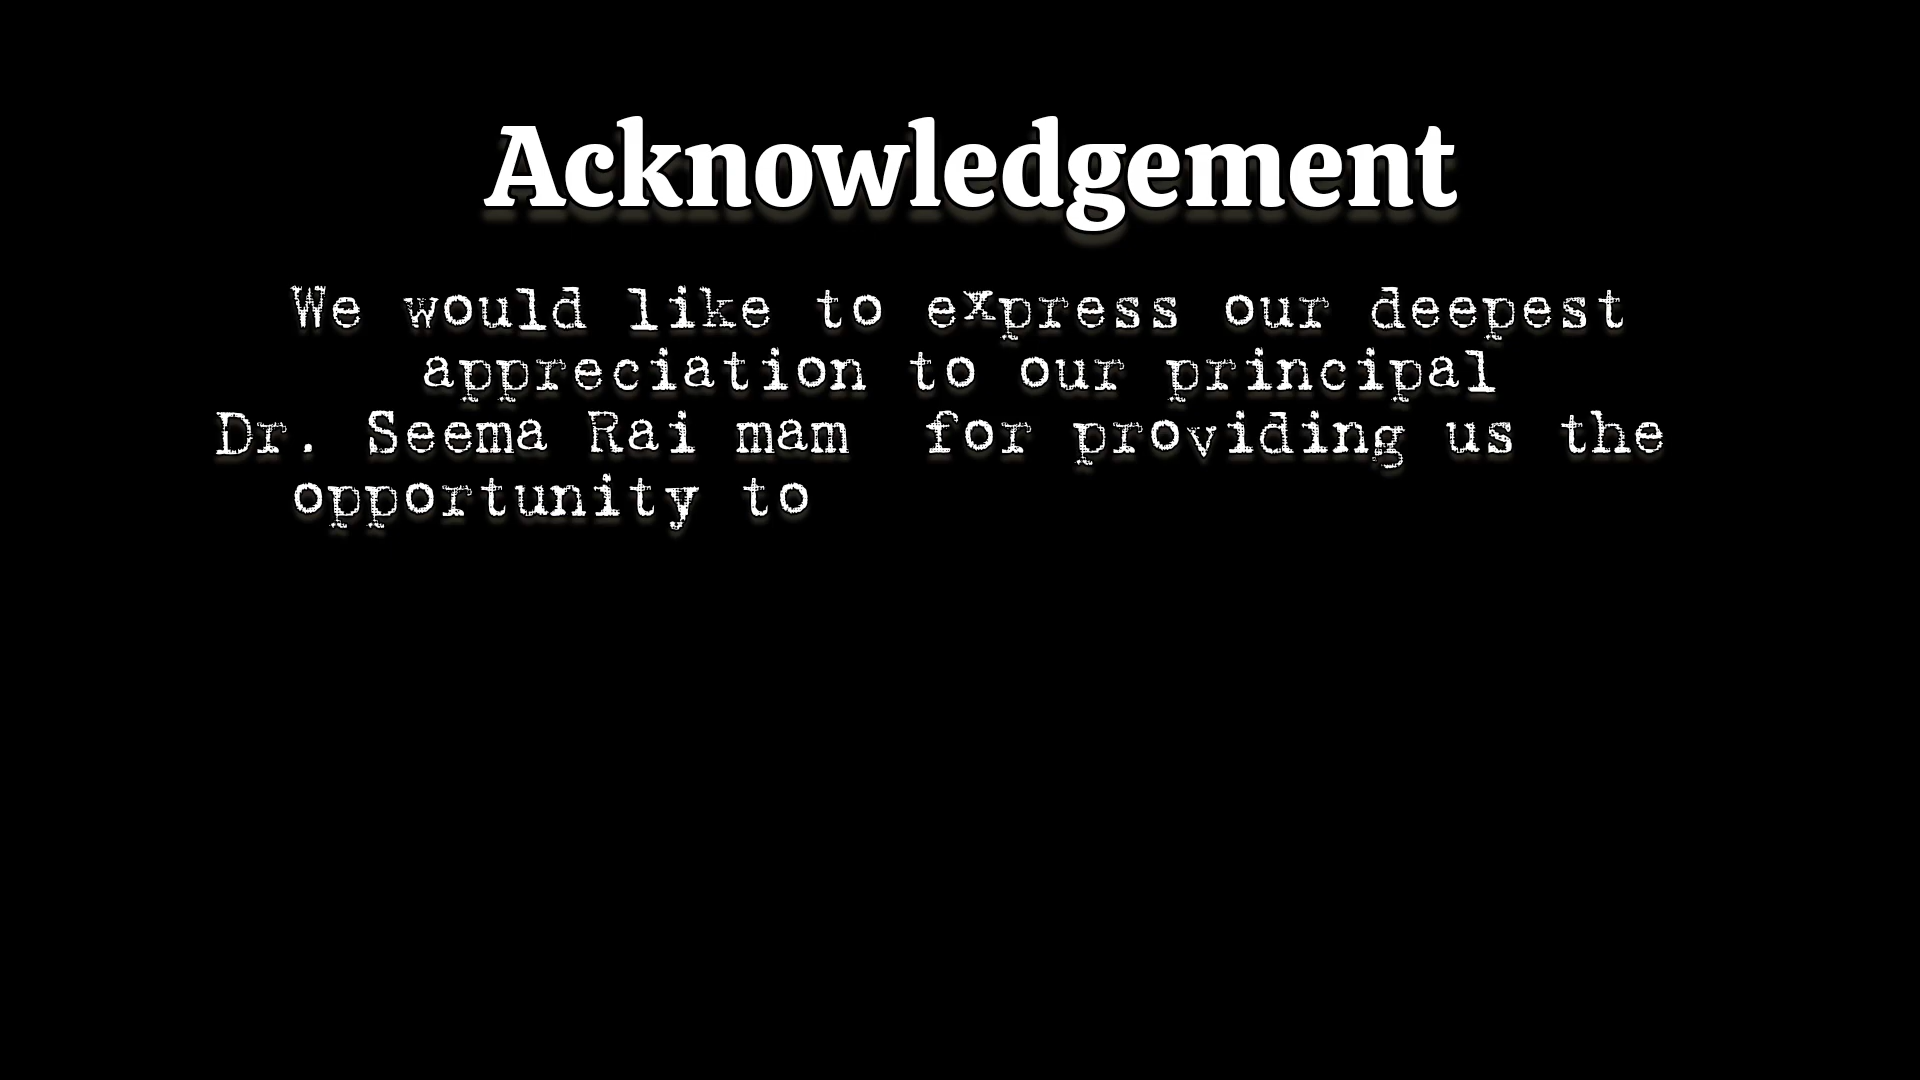 Acknowledgement
We would like to express our deepest
appreciation to our principal
Dr. Seema Rai mam  for providing us the
opportunity to